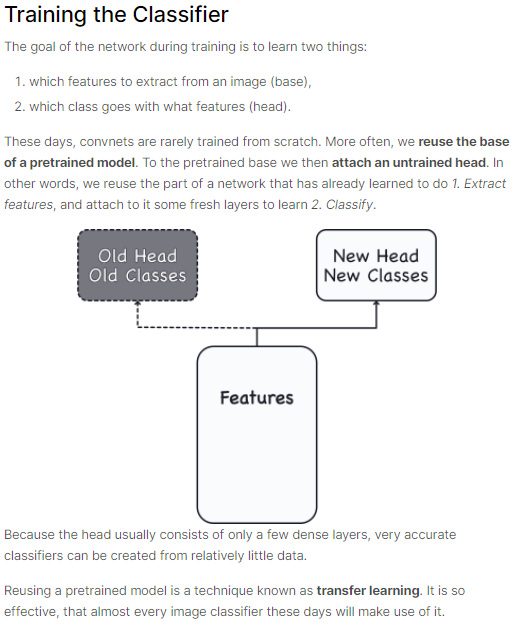 Training the Classifier
The goal of the network during training is to learn two things:
1. which features to extract from an image (base),
2. which class goes with what features (head).
These days, convnets are rarely trained from scratch. More often, we reuse the base
of a pretrained model. To the pretrained base we then attach an untrained head. In
other words, we reuse the part of a network that has already learned to do 1. Extract
features, and attach to it some fresh layers to learn 2. Classify.
Old Head
Old Classes
New Head
New Classes
Features
Because the head usually consists of only a few dense layers, very accurate
classifiers can be created from relatively little data.
Reusing a pretrained model is a technique known as transfer learning. It is so
effective, that almost every image classifier these days will make use of it.